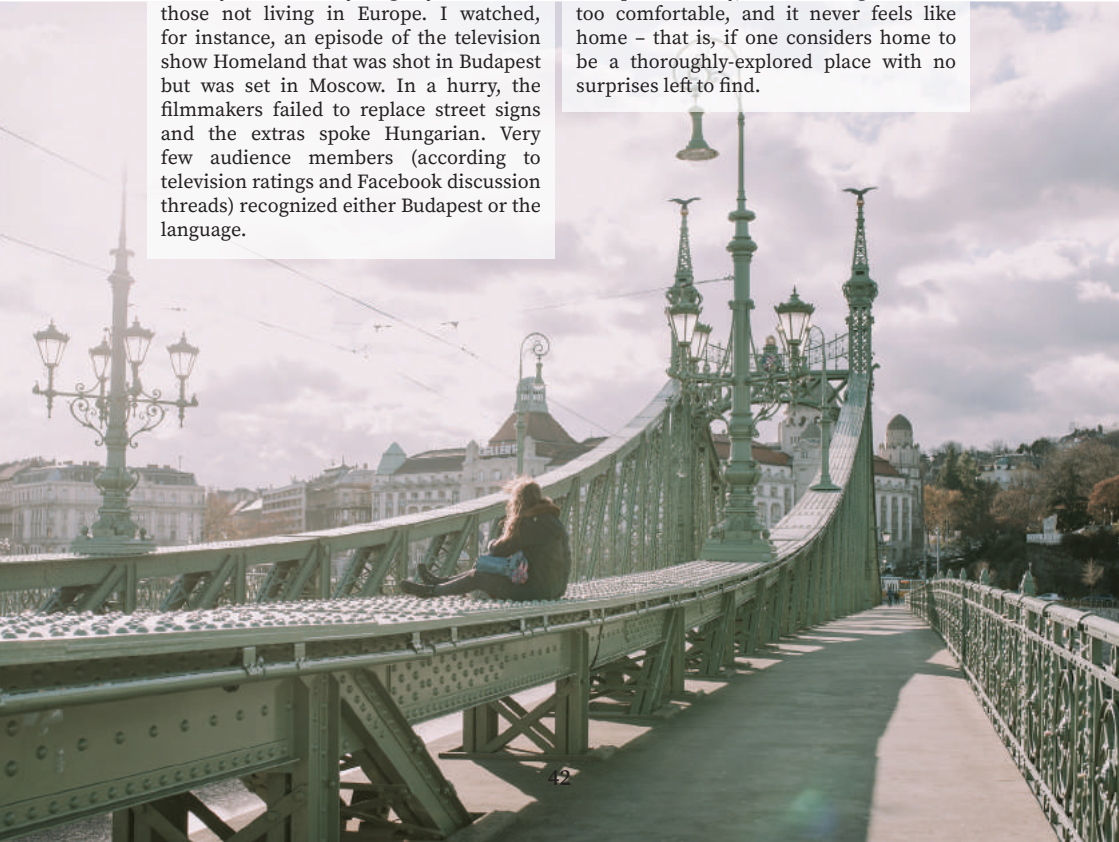 those not living in Europe. I watched,
for instance, an episode of the television
show Homeland that was shot in Budapest
but was set in Moscow. In a hurry, the
filmmakers failed to replace street signs
and the extras spoke Hungarian. Very
few audience members (according to
television ratings and Facebook discussion
threads) recognized either Budapest or the
language.
too comfortable, and it never feels like
home – that is, if one considers home to
be a thoroughly-explored place with no
surprises left to find.
42